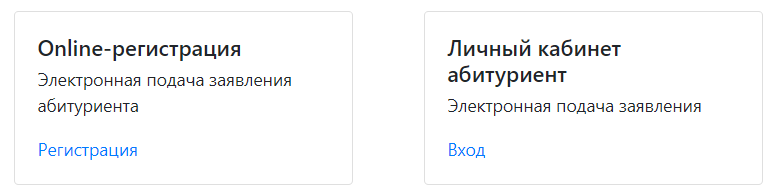 Online-регистрация
Электронная подача заявления
абитуриента
Регистрация
Личный кабинет
абитуриент
Электронная подача заявления
Вход